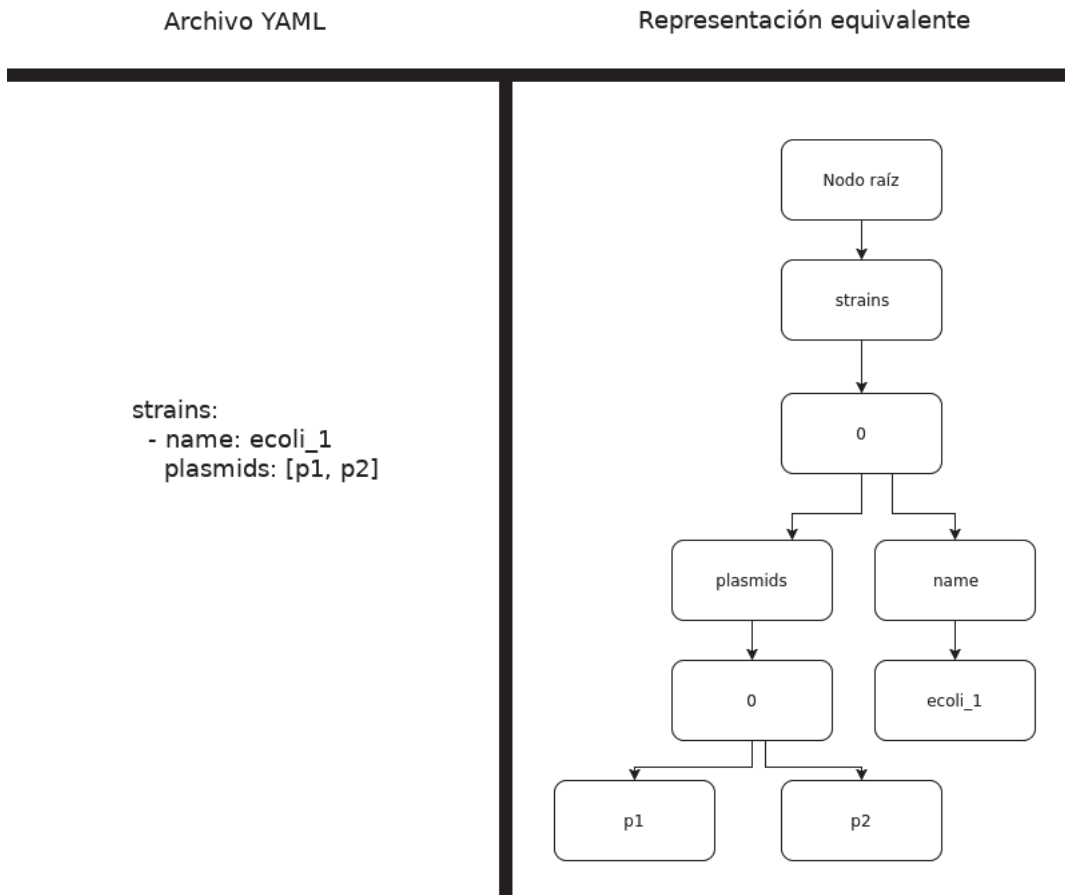 Archivo YAML
Representación equivalente
strains:
- name: ecoli_1
plasmids: [p1, p2]
Nodo raíz
strains
0
plasmids
name
0
ecoli_1
p1
p2